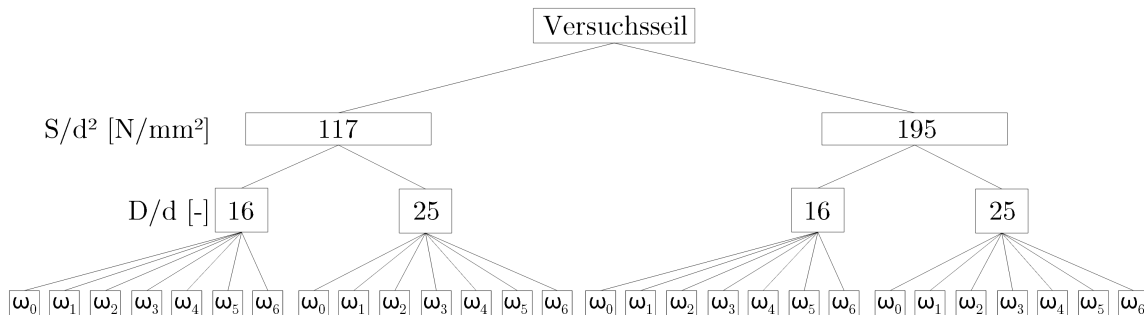 Versuchsseil
S/d² [N/mm²] 117 195
D/d [-] 16 25 16 25
ω₀ ω₁ ω₂ ω₃ ω₄ ω₅ ω₆ ω₀ ω₁ ω₂ ω₃ ω₄ ω₅ ω₆ ω₀ ω₁ ω₂ ω₃ ω₄ ω₅ ω₆ ω₀ ω₁ ω₂ ω₃ ω₄ ω₅ ω₆